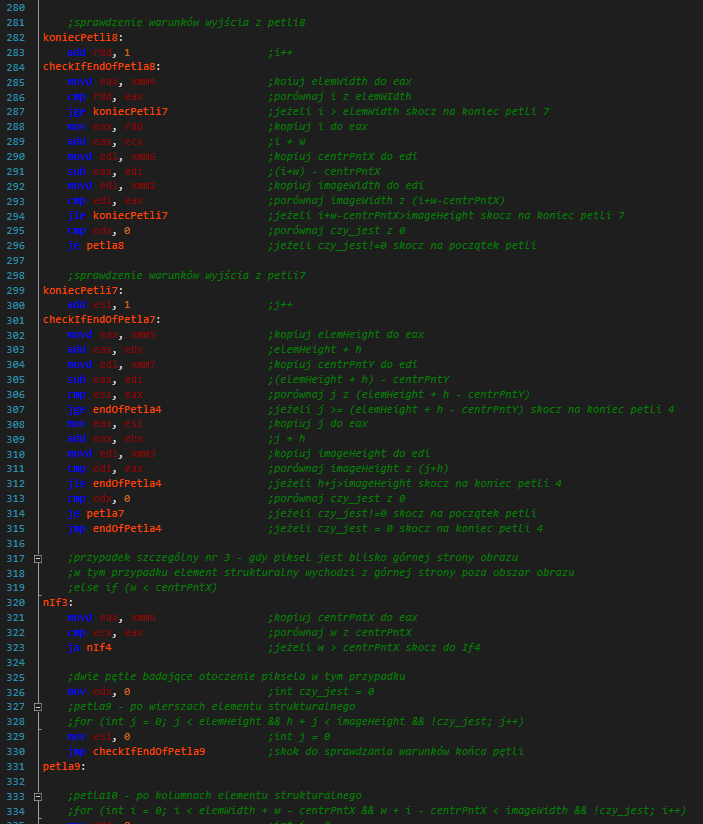 280
281 ;sprawdzenie warunków wyjścia z petli8
282 koniecPetli8:
283 add r8d, 1 ;i++
284 checkIfEndOfPetla8:
285 movd eax, xmm4 ;koiuj elemWidth do eax
286 cmp r8d, eax ;porównaj i z elemWIdth
287 jge koniecPetli7 ;jeżeli i > elemWidth skocz na koniec petli 7
288 mov eax, r8d ;kopiuj i do eax
289 add eax, ecx ;i + w
290 movd edi, xmm6 ;kopiuj centrPntX do edi
291 sub eax, edi ;(i+w) - centrPntX
292 movd edi, xmm2 ;kopiuj imageWidth do edi
293 cmp edi, eax ;porównaj imageWidth z (i+w-centrPntX)
294 jle koniecPetli7 ;jeżeli i+w-centrPntX>imageHeight skocz na koniec petli 7
295 cmp edx, 0 ;porównaj czy_jest z 0
296 je petla8 ;jeżeli czy_jest!=0 skocz na początek petli
297
298 ;sprawdzenie warunków wyjścia z petli7
299 koniecPetli7:
300 add esi, 1 ;j++
301 checkIfEndOfPetla7:
302 movd eax, xmm5 ;kopiuj elemHeight do eax
303 add eax, ebx ;elemHeight + h
304 movd edi, xmm7 ;kopiuj centrPntY do edi
305 sub eax, edi ;(elemHeight + h) - centrPntY
306 cmp esi, eax ;porównaj j z (elemHeight + h - centrPntY)
307 jge endOfPetla4 ;jeżeli j >= (elemHeight + h - centrPntY) skocz na koniec petli 4
308 mov eax, esi ;kopiuj j do eax
309 add eax, ebx ;j + h
310 movd edi, xmm3 ;kopiuj imageHeight do edi
311 cmp edi, eax ;porównaj imageHeight z (j+h)
312 jle endOfPetla4 ;jeżeli h+j>imageHeight skocz na koniec petli 4
313 cmp edx, 0 ;porównaj czy_jest z 0
314 je petla7 ;jeżeli czy_jest!=0 skocz na początek petli
315 jmp endOfPetla4 ;jeżeli czy_jest = 0 skocz na koniec petli 4
316
317 ;przypadek szczególny nr 3 - gdy piksel jest blisko górnej strony obrazu
318 ;w tym przypadku element strukturalny wychodzi z górnej strony poza obszar obrazu
319 ;else if (w < centrPntX)
320 nIf3:
321 movd eax, xmm6 ;kopiuj centrPntX do eax
322 cmp ecx, eax ;porównaj w z centrPntX
323 ja nIf4 ;jeżeli w > centrPntX skocz do If4
324
325 ;dwie pętle badające otoczenie piksela w tym przypadku
326 mov edx, 0 ;int czy_jest = 0
327 ;petla9 - po wierszach elementu strukturalnego
328 ;for (int j = 0; j < elemHeight && h + j < imageHeight && !czy_jest; j++)
329 mov esi, 0 ;int j = 0
330 jmp checkIfEndOfPetla9 ;skok do sprawdzania warunków końca pętli
331 petla9:
332
333 ;petla10 - po kolumnach elementu strukturalnego
334 ;for (int i = 0; i < elemWidth + w - centrPntX && w + i - centrPntX < imageWidth && !czy_jest; i++)